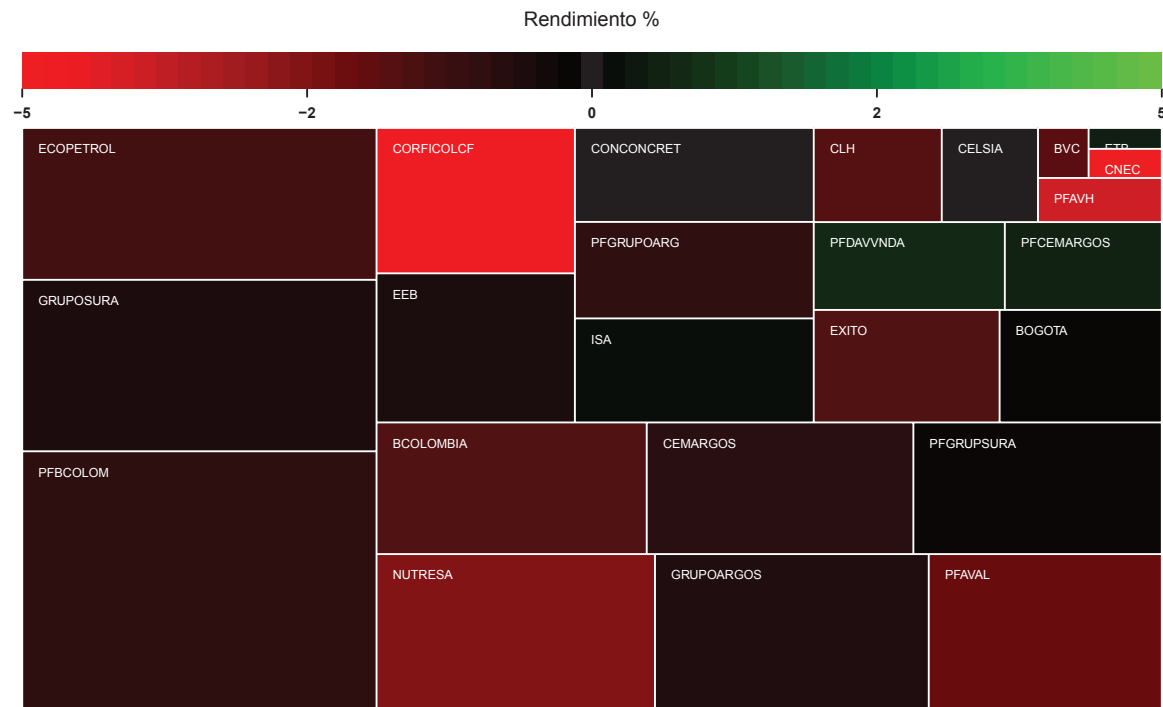 Rendimiento %
−5 −2 0 2 5
ECOPETROL
CORFICOLCF
CONCONCRET
CLH
CELSIA
BVC
ETB
CNEC
PFAVH
PFGRUPOARG
PFDAVVNDA
PFCEMARGOS
GRUPOSURA
EEB
ISA
EXITO
BOGOTA
PFBCOLOM
BCOLOMBIA
CEMARGOS
PFGRUPSURA
NUTRESA
GRUPOARGOS
PFAVAL